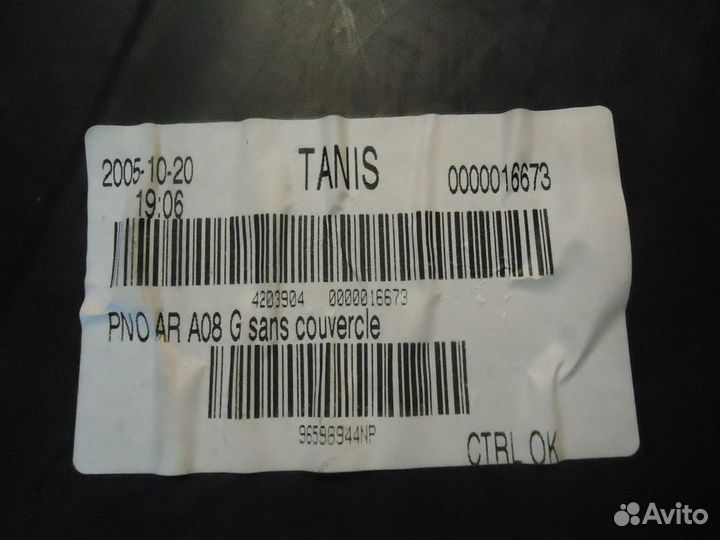 2005-10-20 TANIS 0000016673
19:06
4203904 0000016673
PNO AR A08 G sans couvercle
96598944NP
CTRL OK
Avito